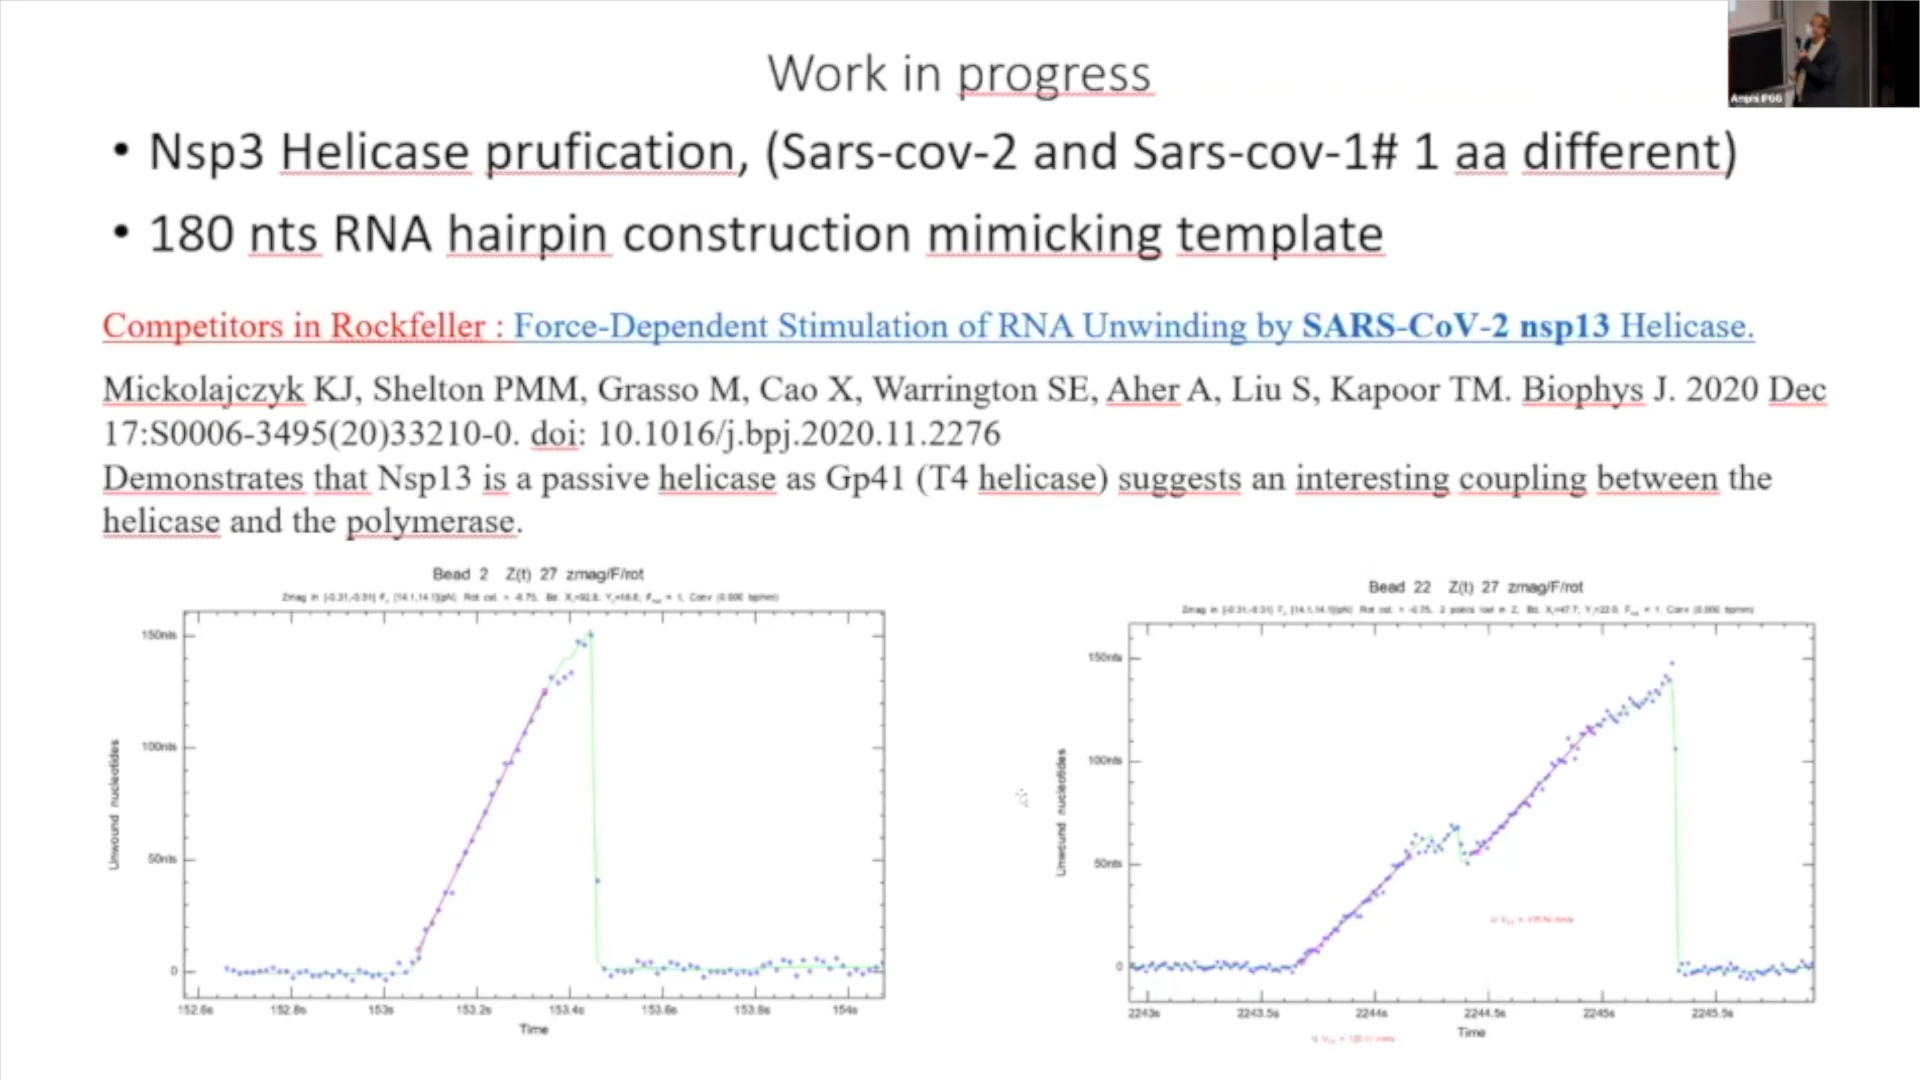 Work in progress
Amphi IPGG
• Nsp3 Helicase prufication, (Sars-cov-2 and Sars-cov-1# 1 aa different)
• 180 nts RNA hairpin construction mimicking template
Competitors in Rockfeller : Force-Dependent Stimulation of RNA Unwinding by SARS-CoV-2 nsp13 Helicase.
Mickolajczyk KJ, Shelton PMM, Grasso M, Cao X, Warrington SE, Aher A, Liu S, Kapoor TM. Biophys J. 2020 Dec
17:S0006-3495(20)33210-0. doi: 10.1016/j.bpj.2020.11.2276
Demonstrates that Nsp13 is a passive helicase as Gp41 (T4 helicase) suggests an interesting coupling between the
helicase and the polymerase.
Bead 2 Z(t) 27 zmag/F/rot
150nts
100nts
50nts
0
Unwound nucleotides
152.6s 152.8s 153s 153.2s 153.4s 153.6s 153.8s 154s
Time
Bead 22 Z(t) 27 zmag/F/rot
150nts
100nts
50nts
0
Unwound nucleotides
2243s 2243.5s 2244s 2244.5s 2245s 2245.5s
Time